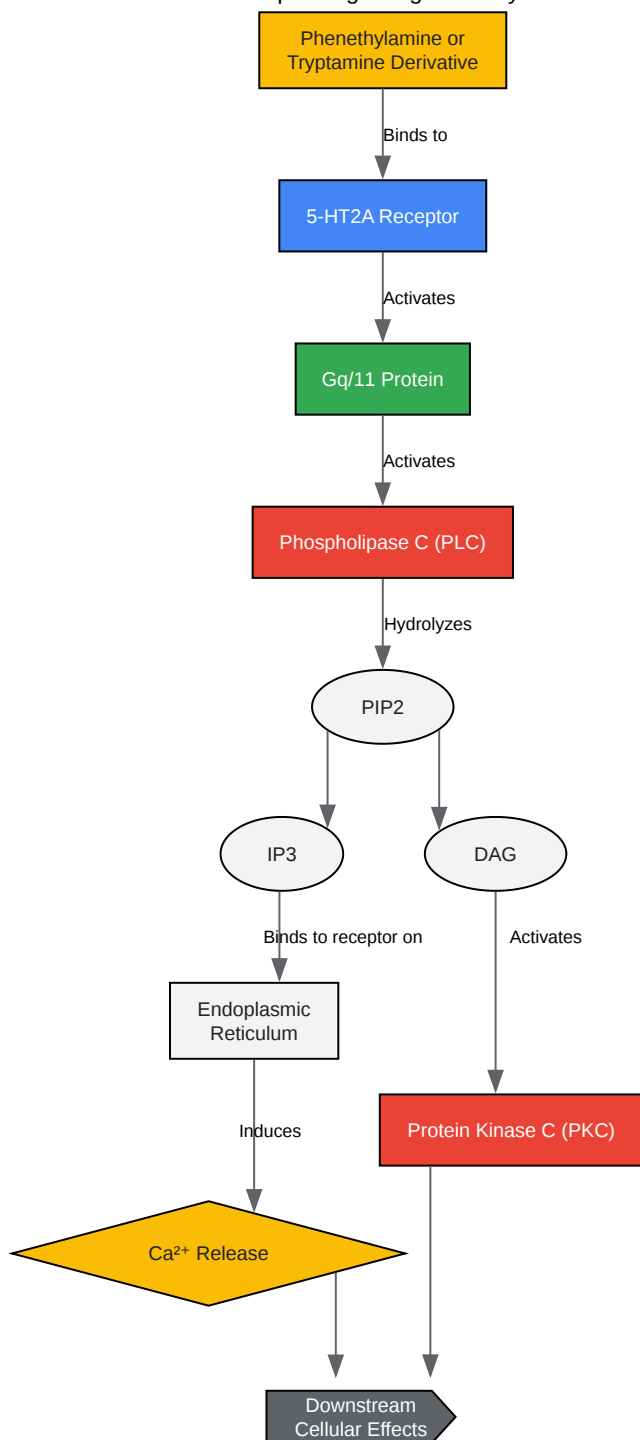 Phenethylamine or
Tryptamine Derivative
Binds to
5-HT2A Receptor
Activates
Gq/11 Protein
Activates
Phospholipase C (PLC)
Hydrolyzes
PIP2
IP3
DAG
Binds to receptor on
Activates
Endoplasmic
Reticulum
Induces
Protein Kinase C (PKC)
Ca²⁺ Release
Downstream
Cellular Effects